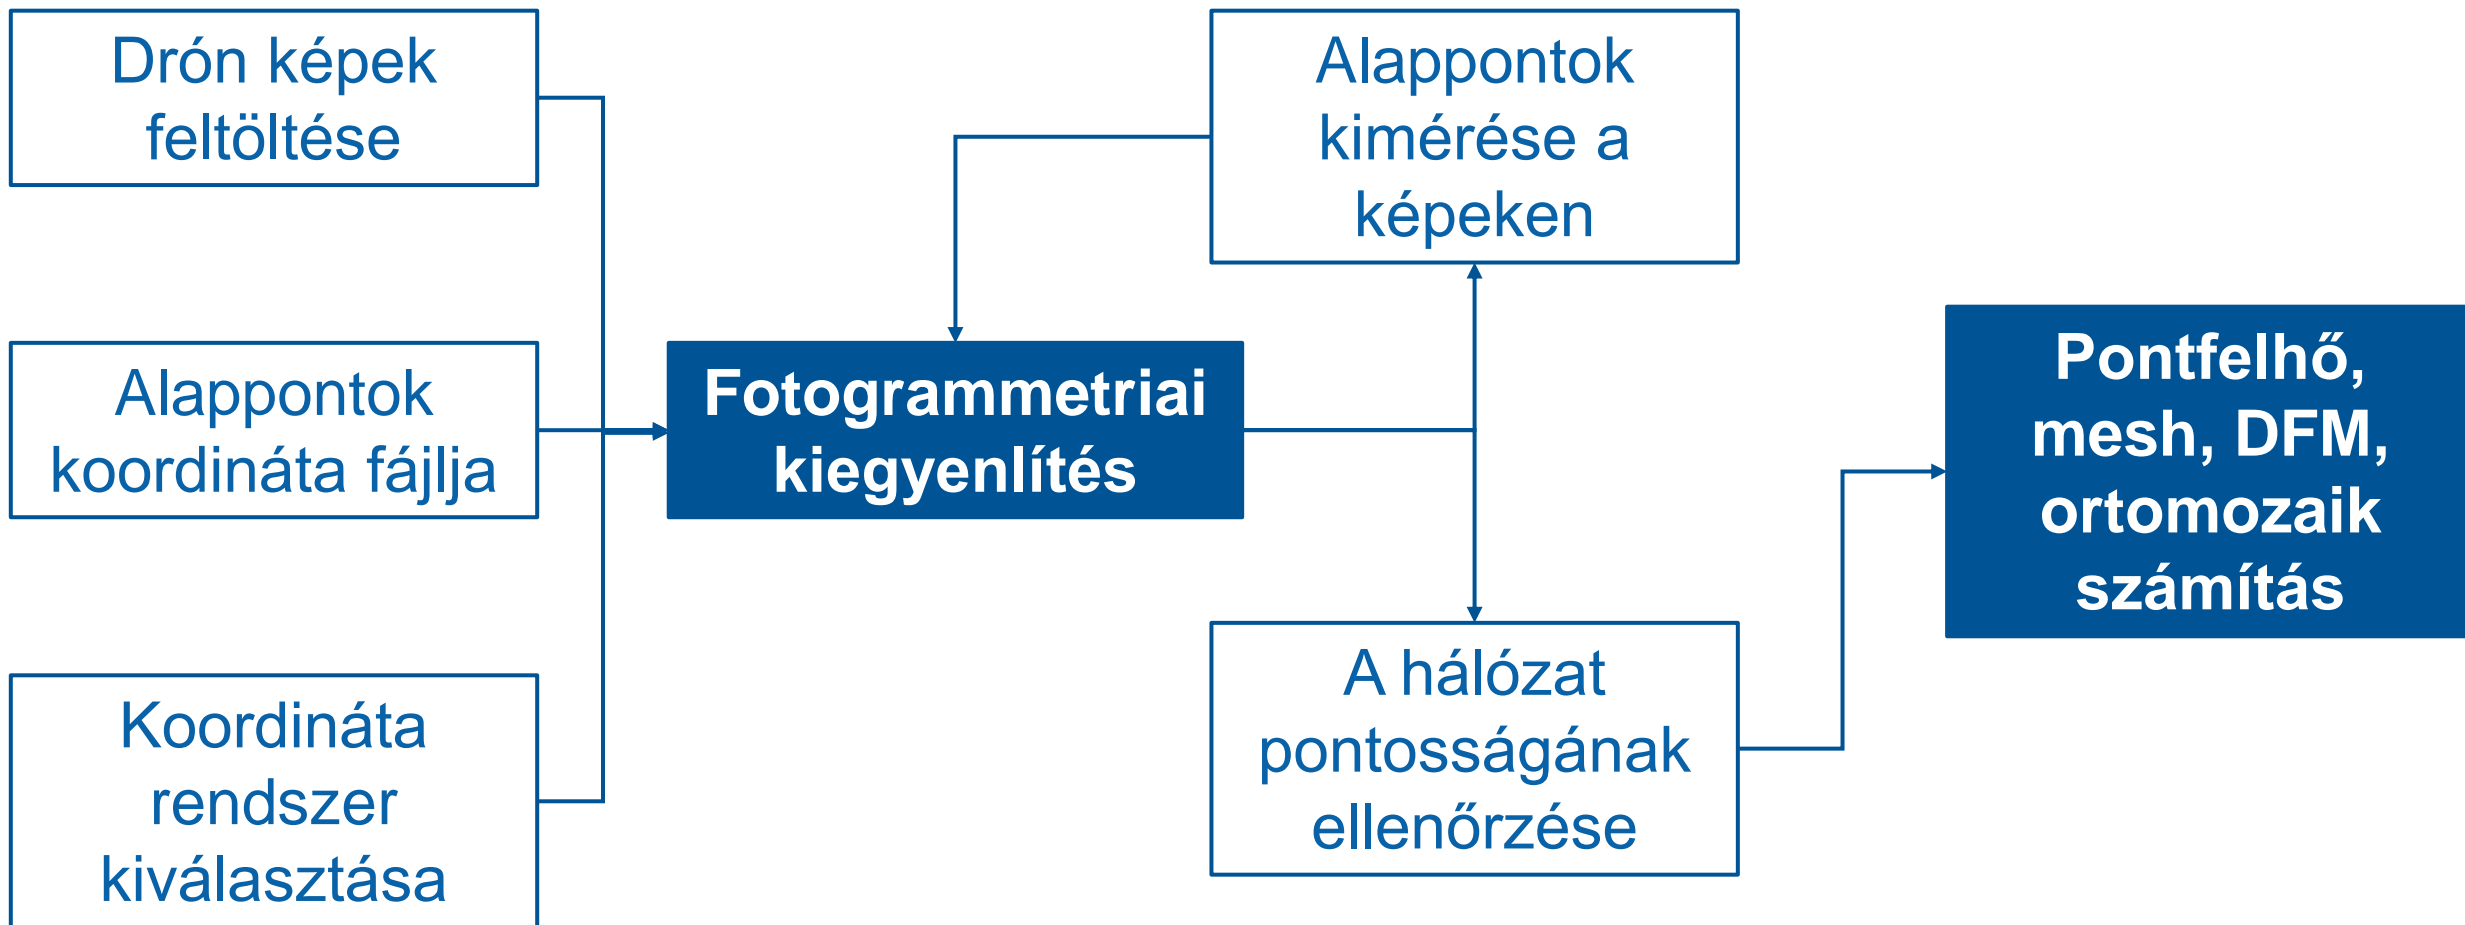 Drón képek
feltöltése
Alappontok
koordináta fájlja
Koordináta
rendszer
kiválasztása
Fotogrammetriai
kiegyenlítés
Alappontok
kimérése a
képeken
A hálózat
pontosságának
ellenőrzése
Pontfelhő,
mesh, DFM,
ortomozaik
számítás